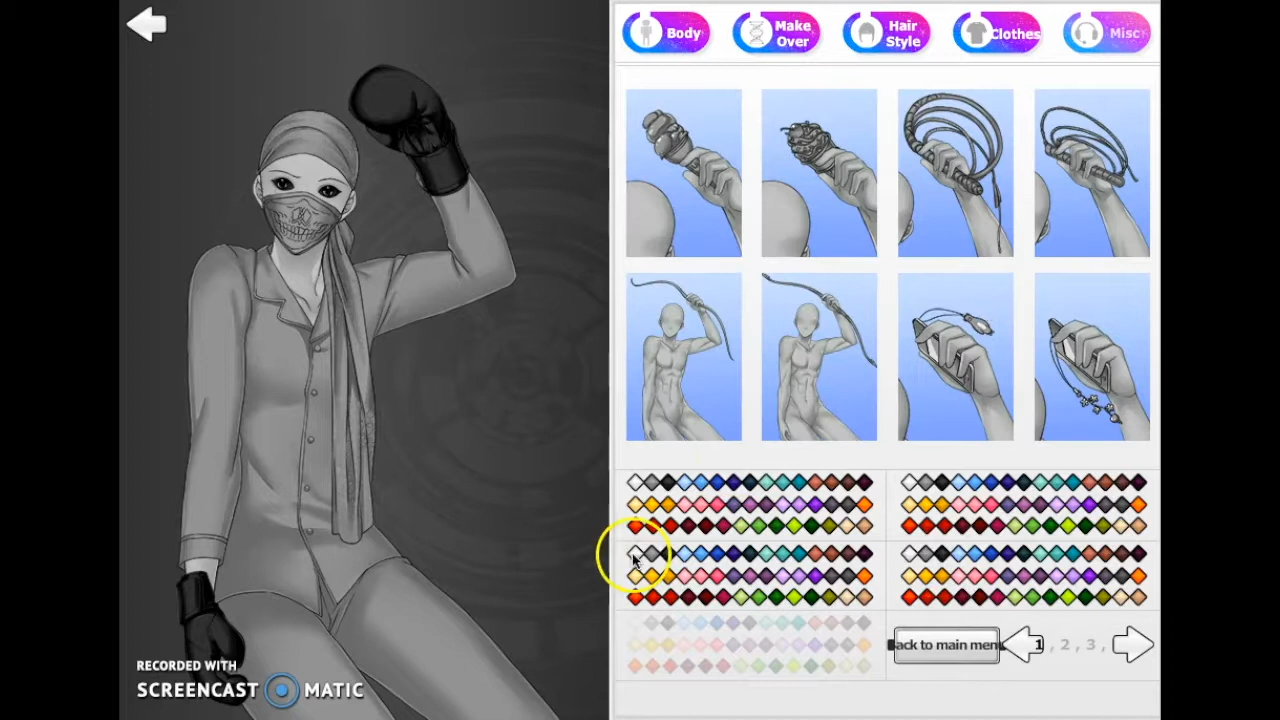 Body
Make
Over
Hair
Style
Clothes
Misc
ack to main men
1 , 2 , 3 ,
RECORDED WITH
SCREENCAST MATIC